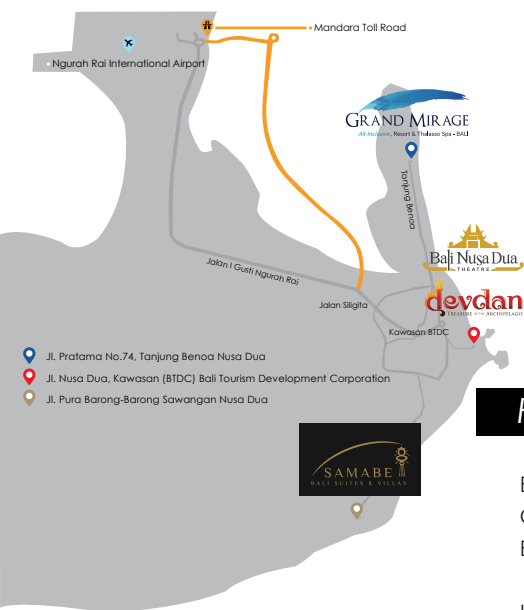 Mandara Toll Road
Ngurah Rai International Airport
GRAND MIRAGE
All-Inclusive, Resort & Thalasso Spa - BALI
Tanjung Benoa
Bali Nusa Dua
THEATRE
Jalan I Gusti Ngurah Rai
devdan
TREASURE OF THE ARCHIPELAGO
Jalan Siligita
Kawasan BTDC
Jl. Pratama No.74, Tanjung Benoa Nusa Dua
Jl. Nusa Dua, Kawasan (BTDC) Bali Tourism Development Corporation
Jl. Pura Barong-Barong Sawangan Nusa Dua
SAMABE
BALI SUITES & VILLAS